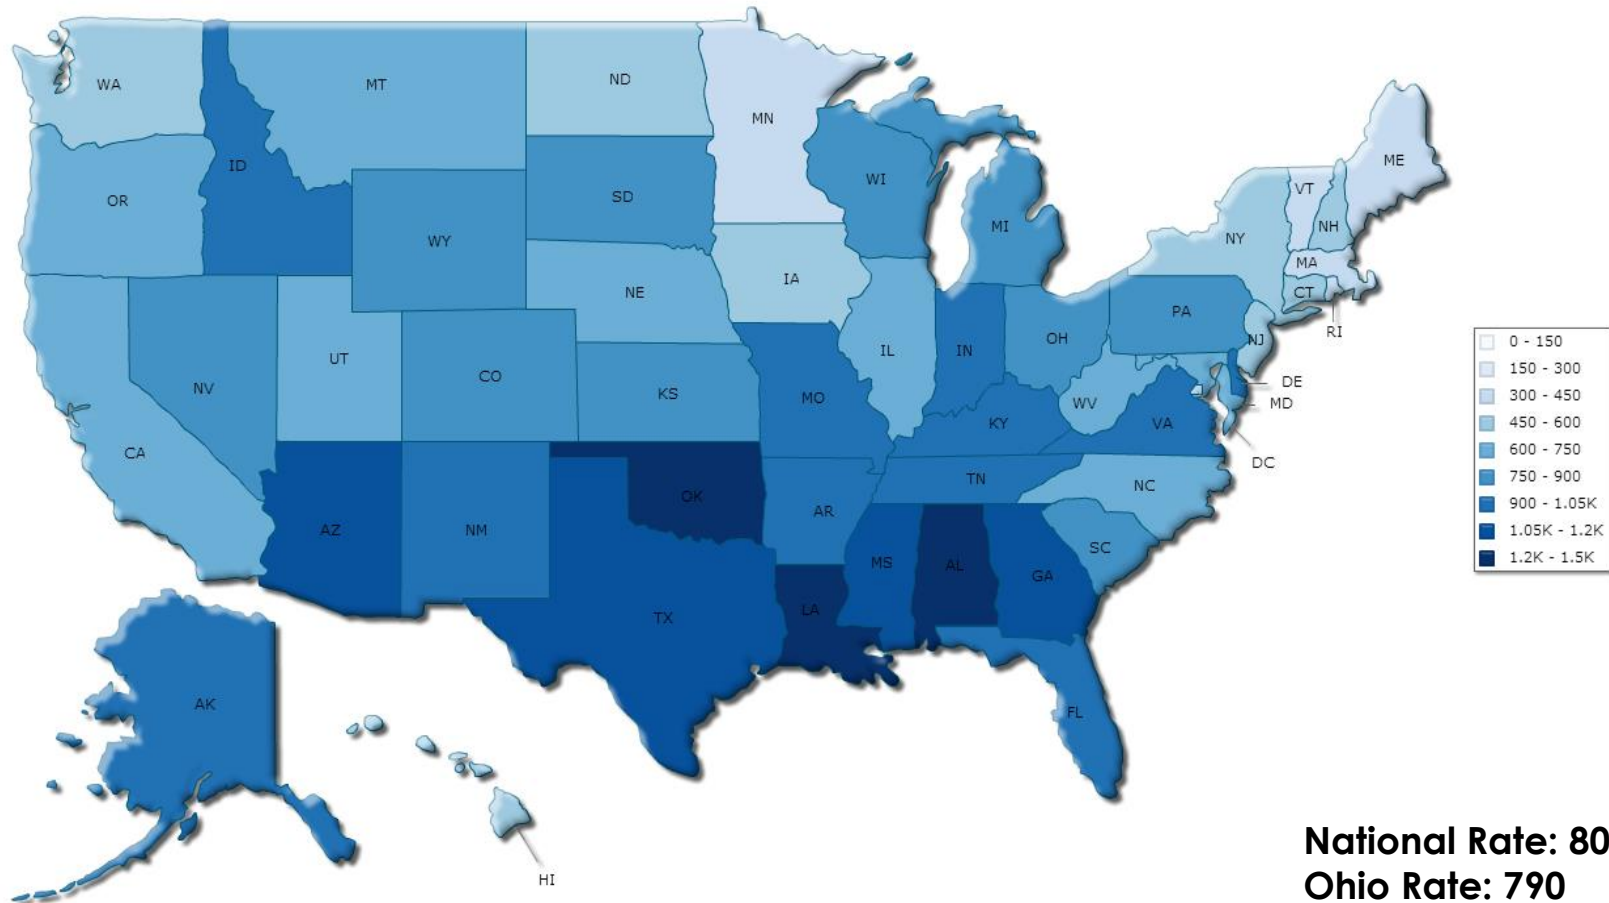 WA
MT
ND
MN
ME
ID
VT
OR
SD
WI
NH
MI
NY
WY
MA
IA
NE
CT
PA
RI
OH
NJ
UT
IL
IN
CO
DE
NV
KS
MO
MD
WV
KY
VA
CA
DC
TN
NC
OK
AR
AZ
NM
SC
MS
AL
GA
LA
TX
AK
FL
HI
0 - 150
150 - 300
300 - 450
450 - 600
600 - 750
750 - 900
900 - 1.05K
1.05K - 1.2K
1.2K - 1.5K
National Rate: 80
Ohio Rate: 790